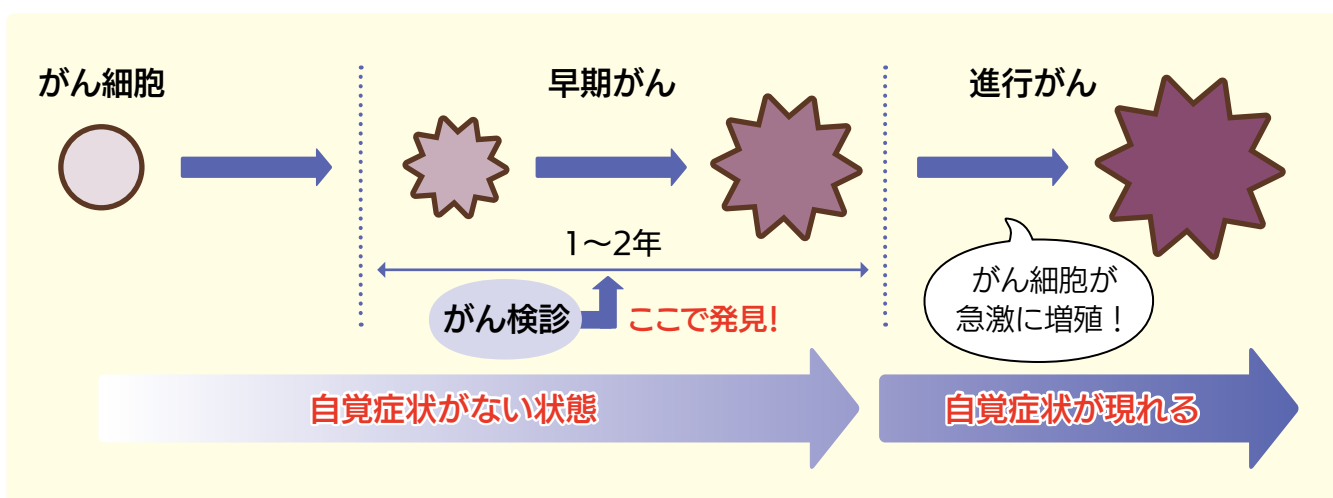 がん細胞
早期がん
進行がん
1～2年
がん検診
ここで発見！
がん細胞が
急激に増殖！
自覚症状がない状態
自覚症状が現れる